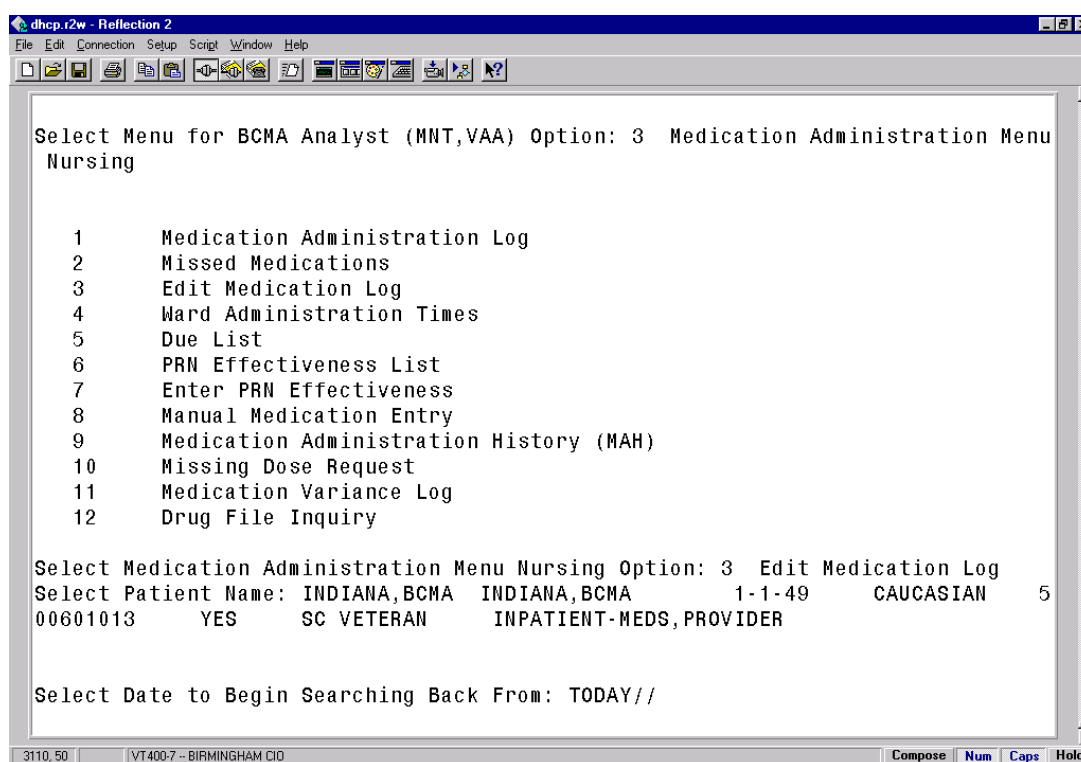 dhcp.r2w - Reflection 2
File Edit Connection Setup Script Window Help
Select Menu for BCMA Analyst (MNT,VAA) Option: 3 Medication Administration Menu
Nursing
1 Medication Administration Log
2 Missed Medications
3 Edit Medication Log
4 Ward Administration Times
5 Due List
6 PRN Effectiveness List
7 Enter PRN Effectiveness
8 Manual Medication Entry
9 Medication Administration History (MAH)
10 Missing Dose Request
11 Medication Variance Log
12 Drug File Inquiry
Select Medication Administration Menu Nursing Option: 3 Edit Medication Log
Select Patient Name: INDIANA,BCMA INDIANA,BCMA 1-1-49 CAUCASIAN 5
00601013 YES SC VETERAN INPATIENT-MEDS,PROVIDER
Select Date to Begin Searching Back From: TODAY//
3110, 50 VT400-7 -- BIRMINGHAM CIO Compose Num Caps Hold